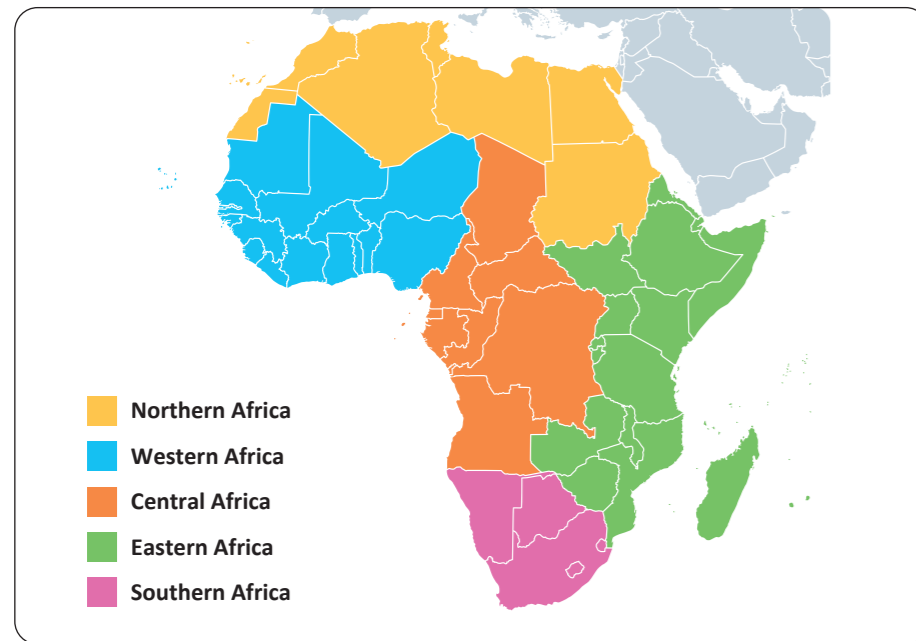 Northern Africa
Western Africa
Central Africa
Eastern Africa
Southern Africa